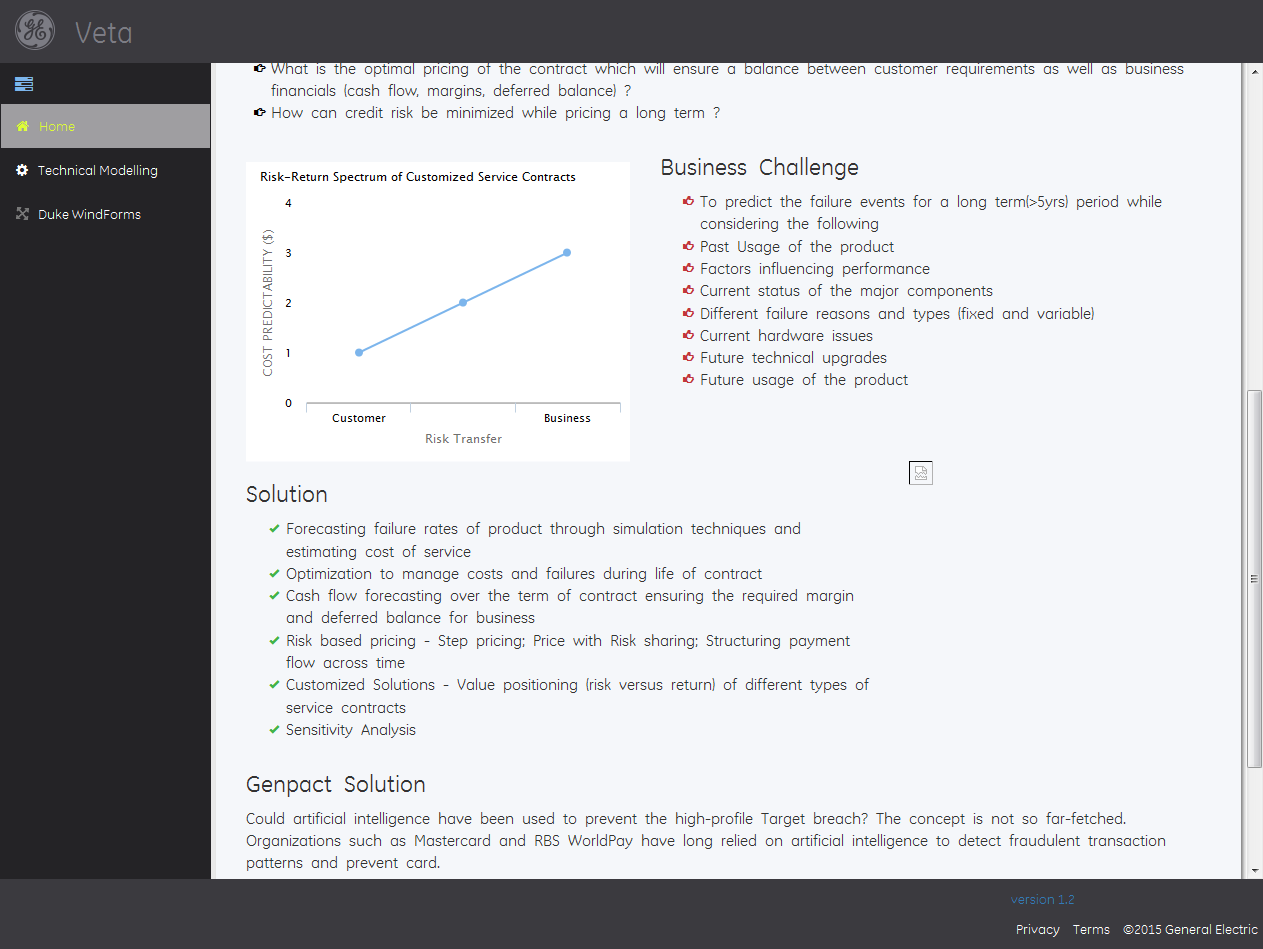 GE Veta
What is the optimal pricing of the contract which will ensure a balance between customer requirements as well as business
financials (cash flow, margins, deferred balance) ?
How can credit risk be minimized while pricing a long term ?
Home
Technical Modelling
Duke WindForms
Risk-Return Spectrum of Customized Service Contracts
4
3
2
1
0
COST PREDICTABILITY ($)
Customer
Business
Risk Transfer
Business Challenge
To predict the failure events for a long term(>5yrs) period while
considering the following
Past Usage of the product
Factors influencing performance
Current status of the major components
Different failure reasons and types (fixed and variable)
Current hardware issues
Future technical upgrades
Future usage of the product
Solution
Forecasting failure rates of product through simulation techniques and
estimating cost of service
Optimization to manage costs and failures during life of contract
Cash flow forecasting over the term of contract ensuring the required margin
and deferred balance for business
Risk based pricing - Step pricing; Price with Risk sharing; Structuring payment
flow across time
Customized Solutions - Value positioning (risk versus return) of different types of
service contracts
Sensitivity Analysis
Genpact Solution
Could artificial intelligence have been used to prevent the high-profile Target breach? The concept is not so far-fetched.
Organizations such as Mastercard and RBS WorldPay have long relied on artificial intelligence to detect fraudulent transaction
patterns and prevent card.
version 1.2
Privacy Terms ©2015 General Electric